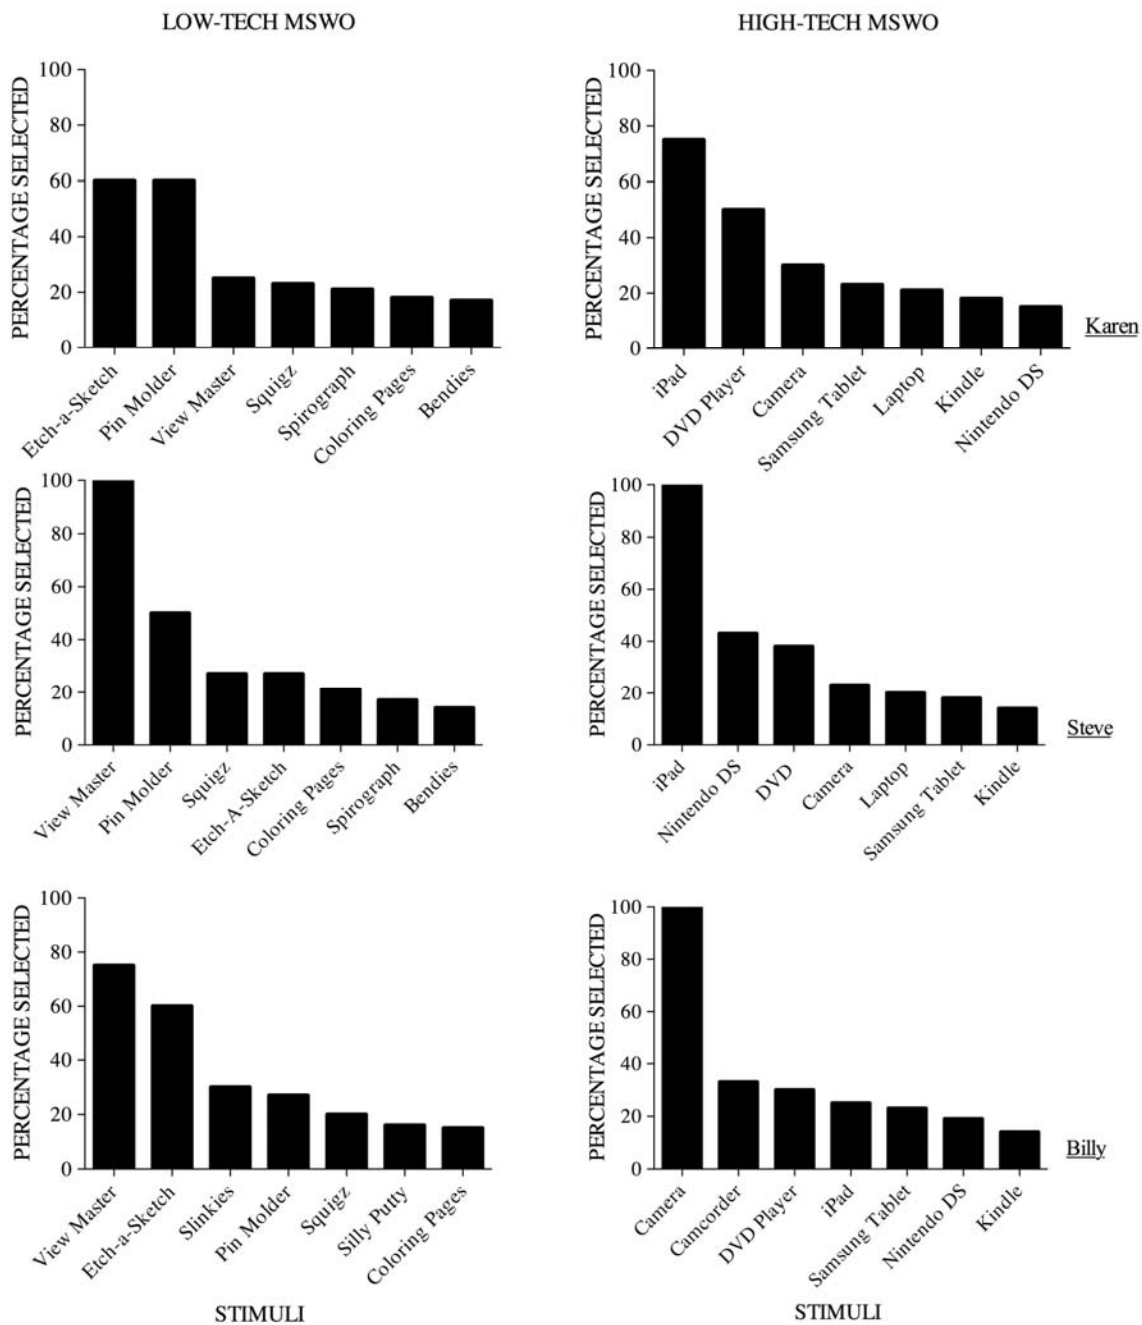 LOW-TECH MSWO
HIGH-TECH MSWO
PERCENTAGE SELECTED
100
80
60
40
20
0
Etch-a-Sketch
Pin Molder
View Master
Squigz
Spirograph
Coloring Pages
Bendies
PERCENTAGE SELECTED
100
80
60
40
20
0
iPad
DVD Player
Camera
Samsung Tablet
Laptop
Kindle
Nintendo DS
Karen
PERCENTAGE SELECTED
100
80
60
40
20
0
View Master
Pin Molder
Squigz
Etch-A-Sketch
Coloring Pages
Spirograph
Bendies
PERCENTAGE SELECTED
100
80
60
40
20
0
iPad
Nintendo DS
DVD
Camera
Laptop
Samsung Tablet
Kindle
Steve
PERCENTAGE SELECTED
100
80
60
40
20
0
View Master
Etch-a-Sketch
Slinkies
Pin Molder
Squigz
Silly Putty
Coloring Pages
STIMULI
PERCENTAGE SELECTED
100
80
60
40
20
0
Camera
Camcorder
DVD Player
iPad
Samsung Tablet
Nintendo DS
Kindle
STIMULI
Billy